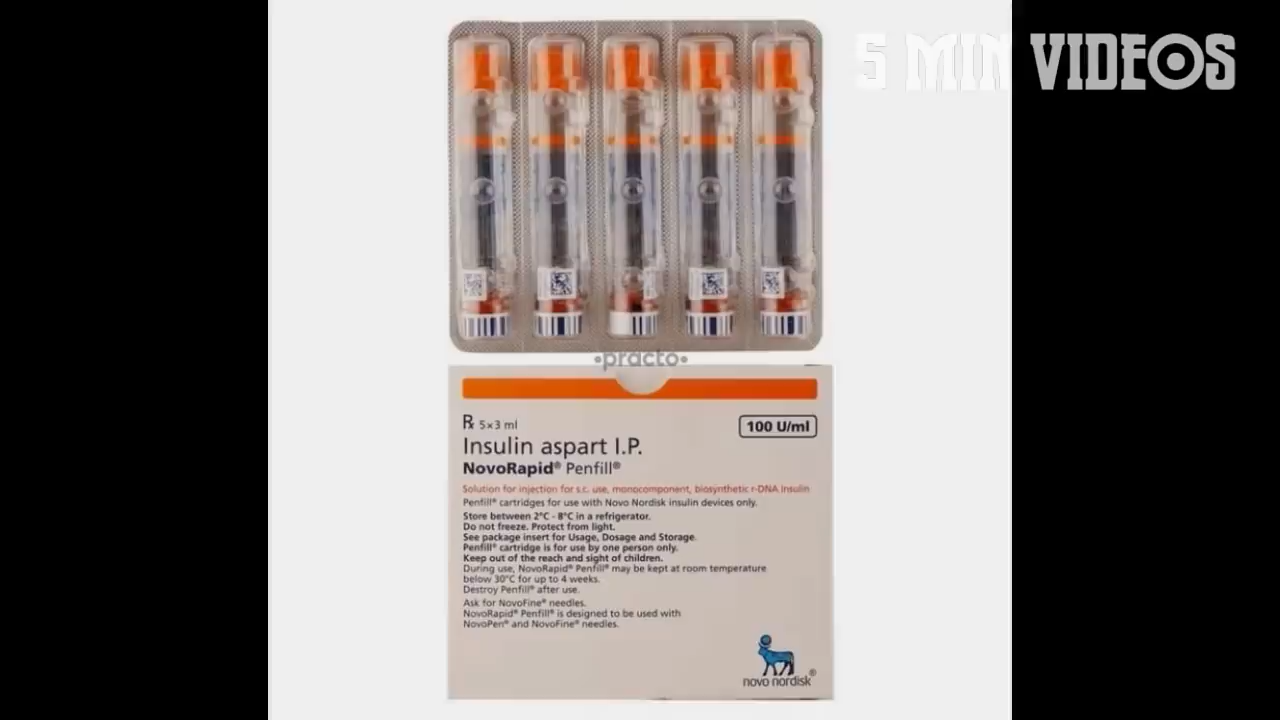 5 MIN VIDEOS
•practo•
Rx 5×3 ml
100 U/ml
Insulin aspart I.P.
NovoRapid® Penfill®
Solution for injection for s.c. use, monocomponent, biosynthetic r-DNA insulin
Penfill® cartridges for use with Novo Nordisk insulin devices only.
Store between 2°C - 8°C in a refrigerator.
Do not freeze. Protect from light.
See package insert for Usage, Dosage and Storage.
Penfill® cartridge is for use by one person only.
Keep out of the reach and sight of children.
During use, NovoRapid® Penfill® may be kept at room temperature
below 30°C for up to 4 weeks.
Destroy Penfill® after use.
Ask for NovoFine® needles.
NovoRapid® Penfill® is designed to be used with
NovoPen® and NovoFine® needles.
novo nordisk®